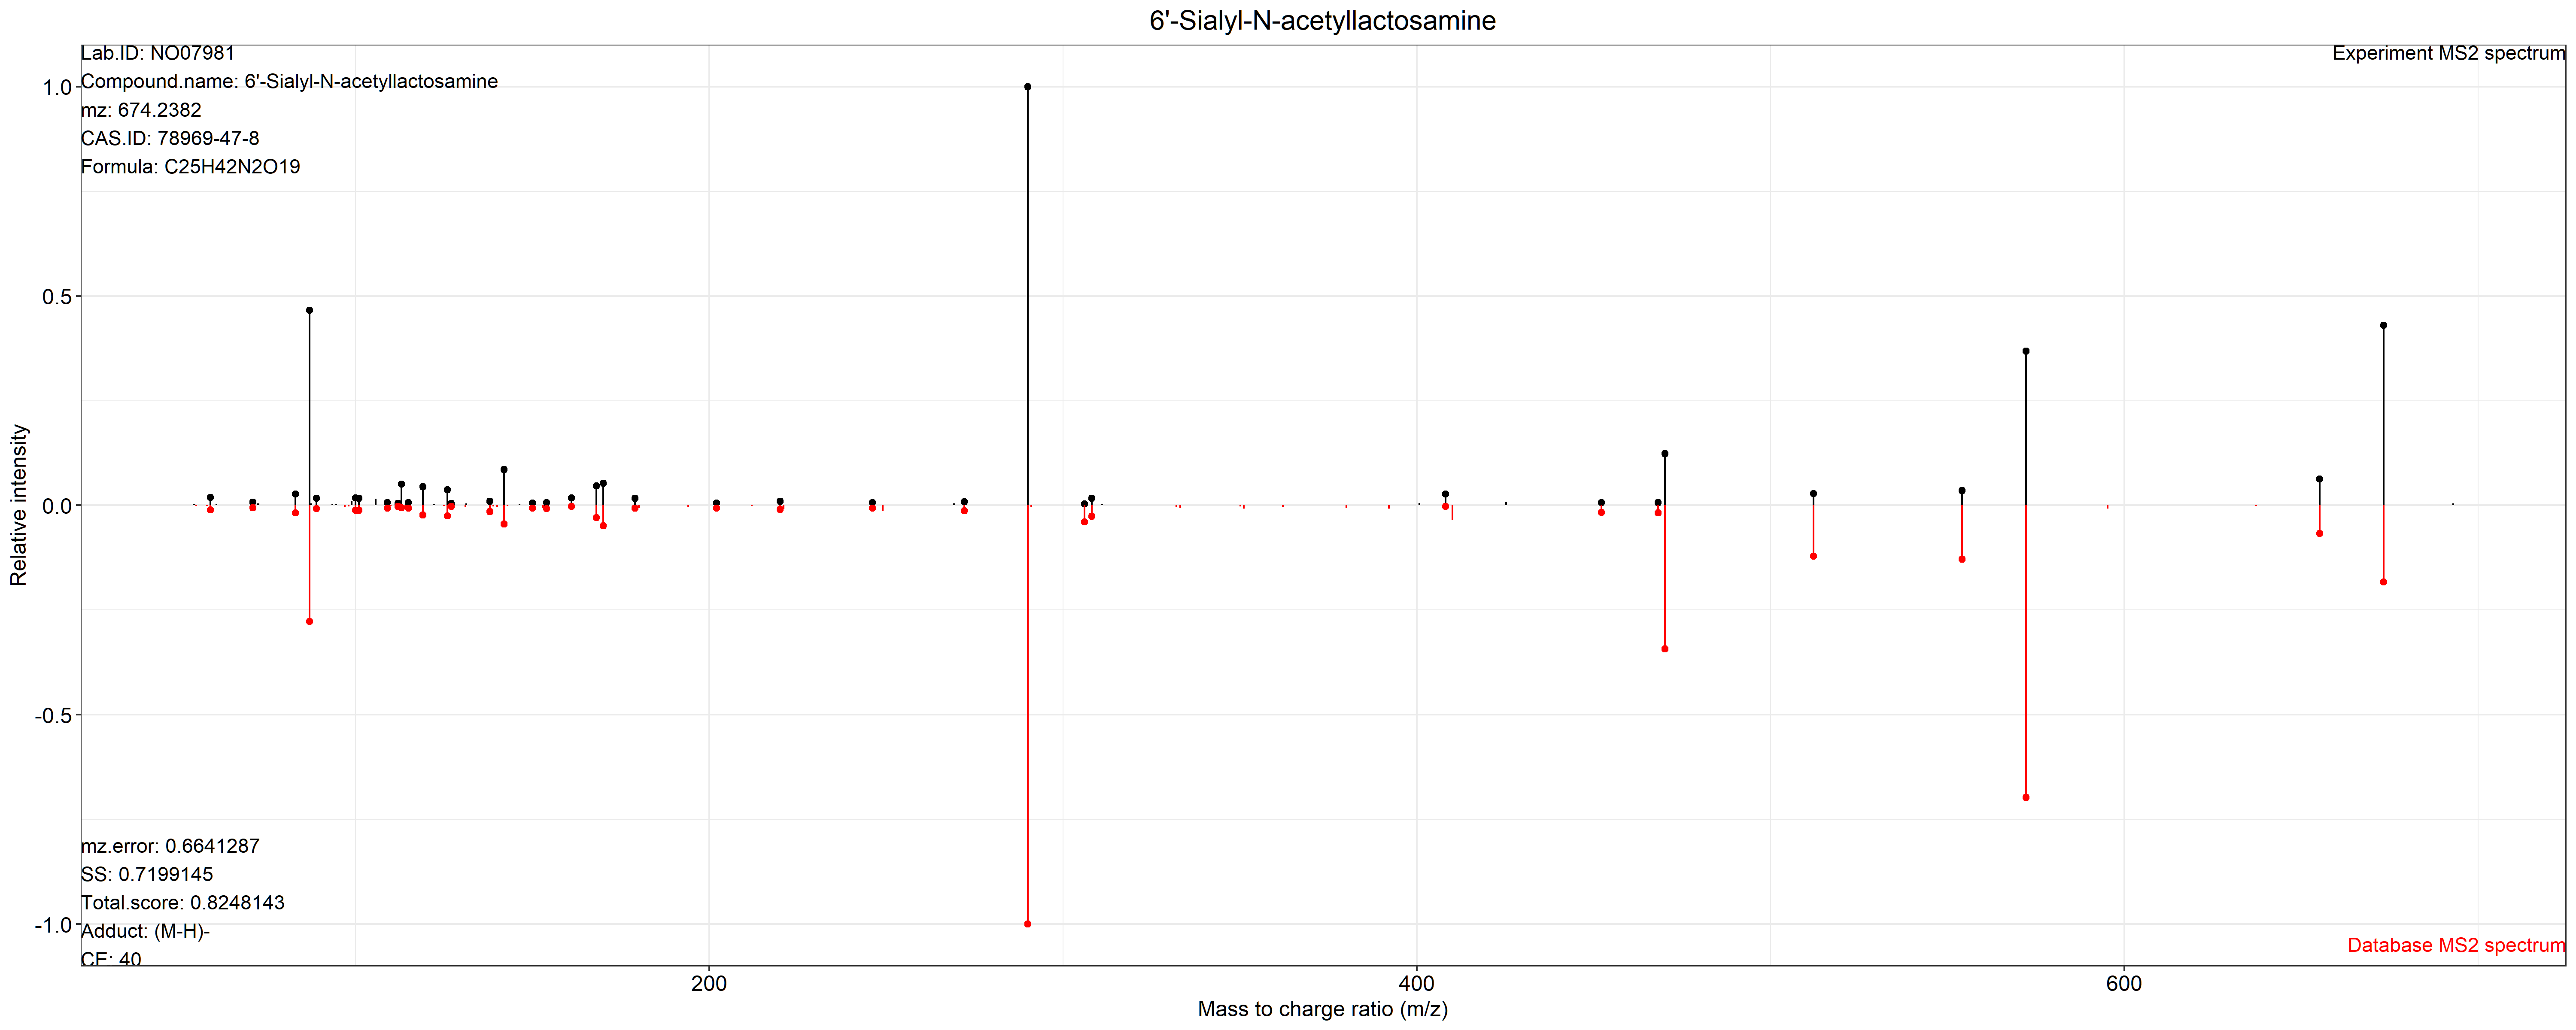 6'-Sialyl-N-acetyllactosamine
Lab.ID: NO07981
Experiment MS2 spectrum
Compound.name: 6'-Sialyl-N-acetyllactosamine
mz: 674.2382
CAS.ID: 78969-47-8
Formula: C25H42N2O19
1.0
0.5
0.0
-0.5
-1.0
Relative intensity
mz.error: 0.6641287
SS: 0.7199145
Total.score: 0.8248143
Adduct: (M-H)-
CE: 40
Database MS2 spectrum
200 400 600
Mass to charge ratio (m/z)